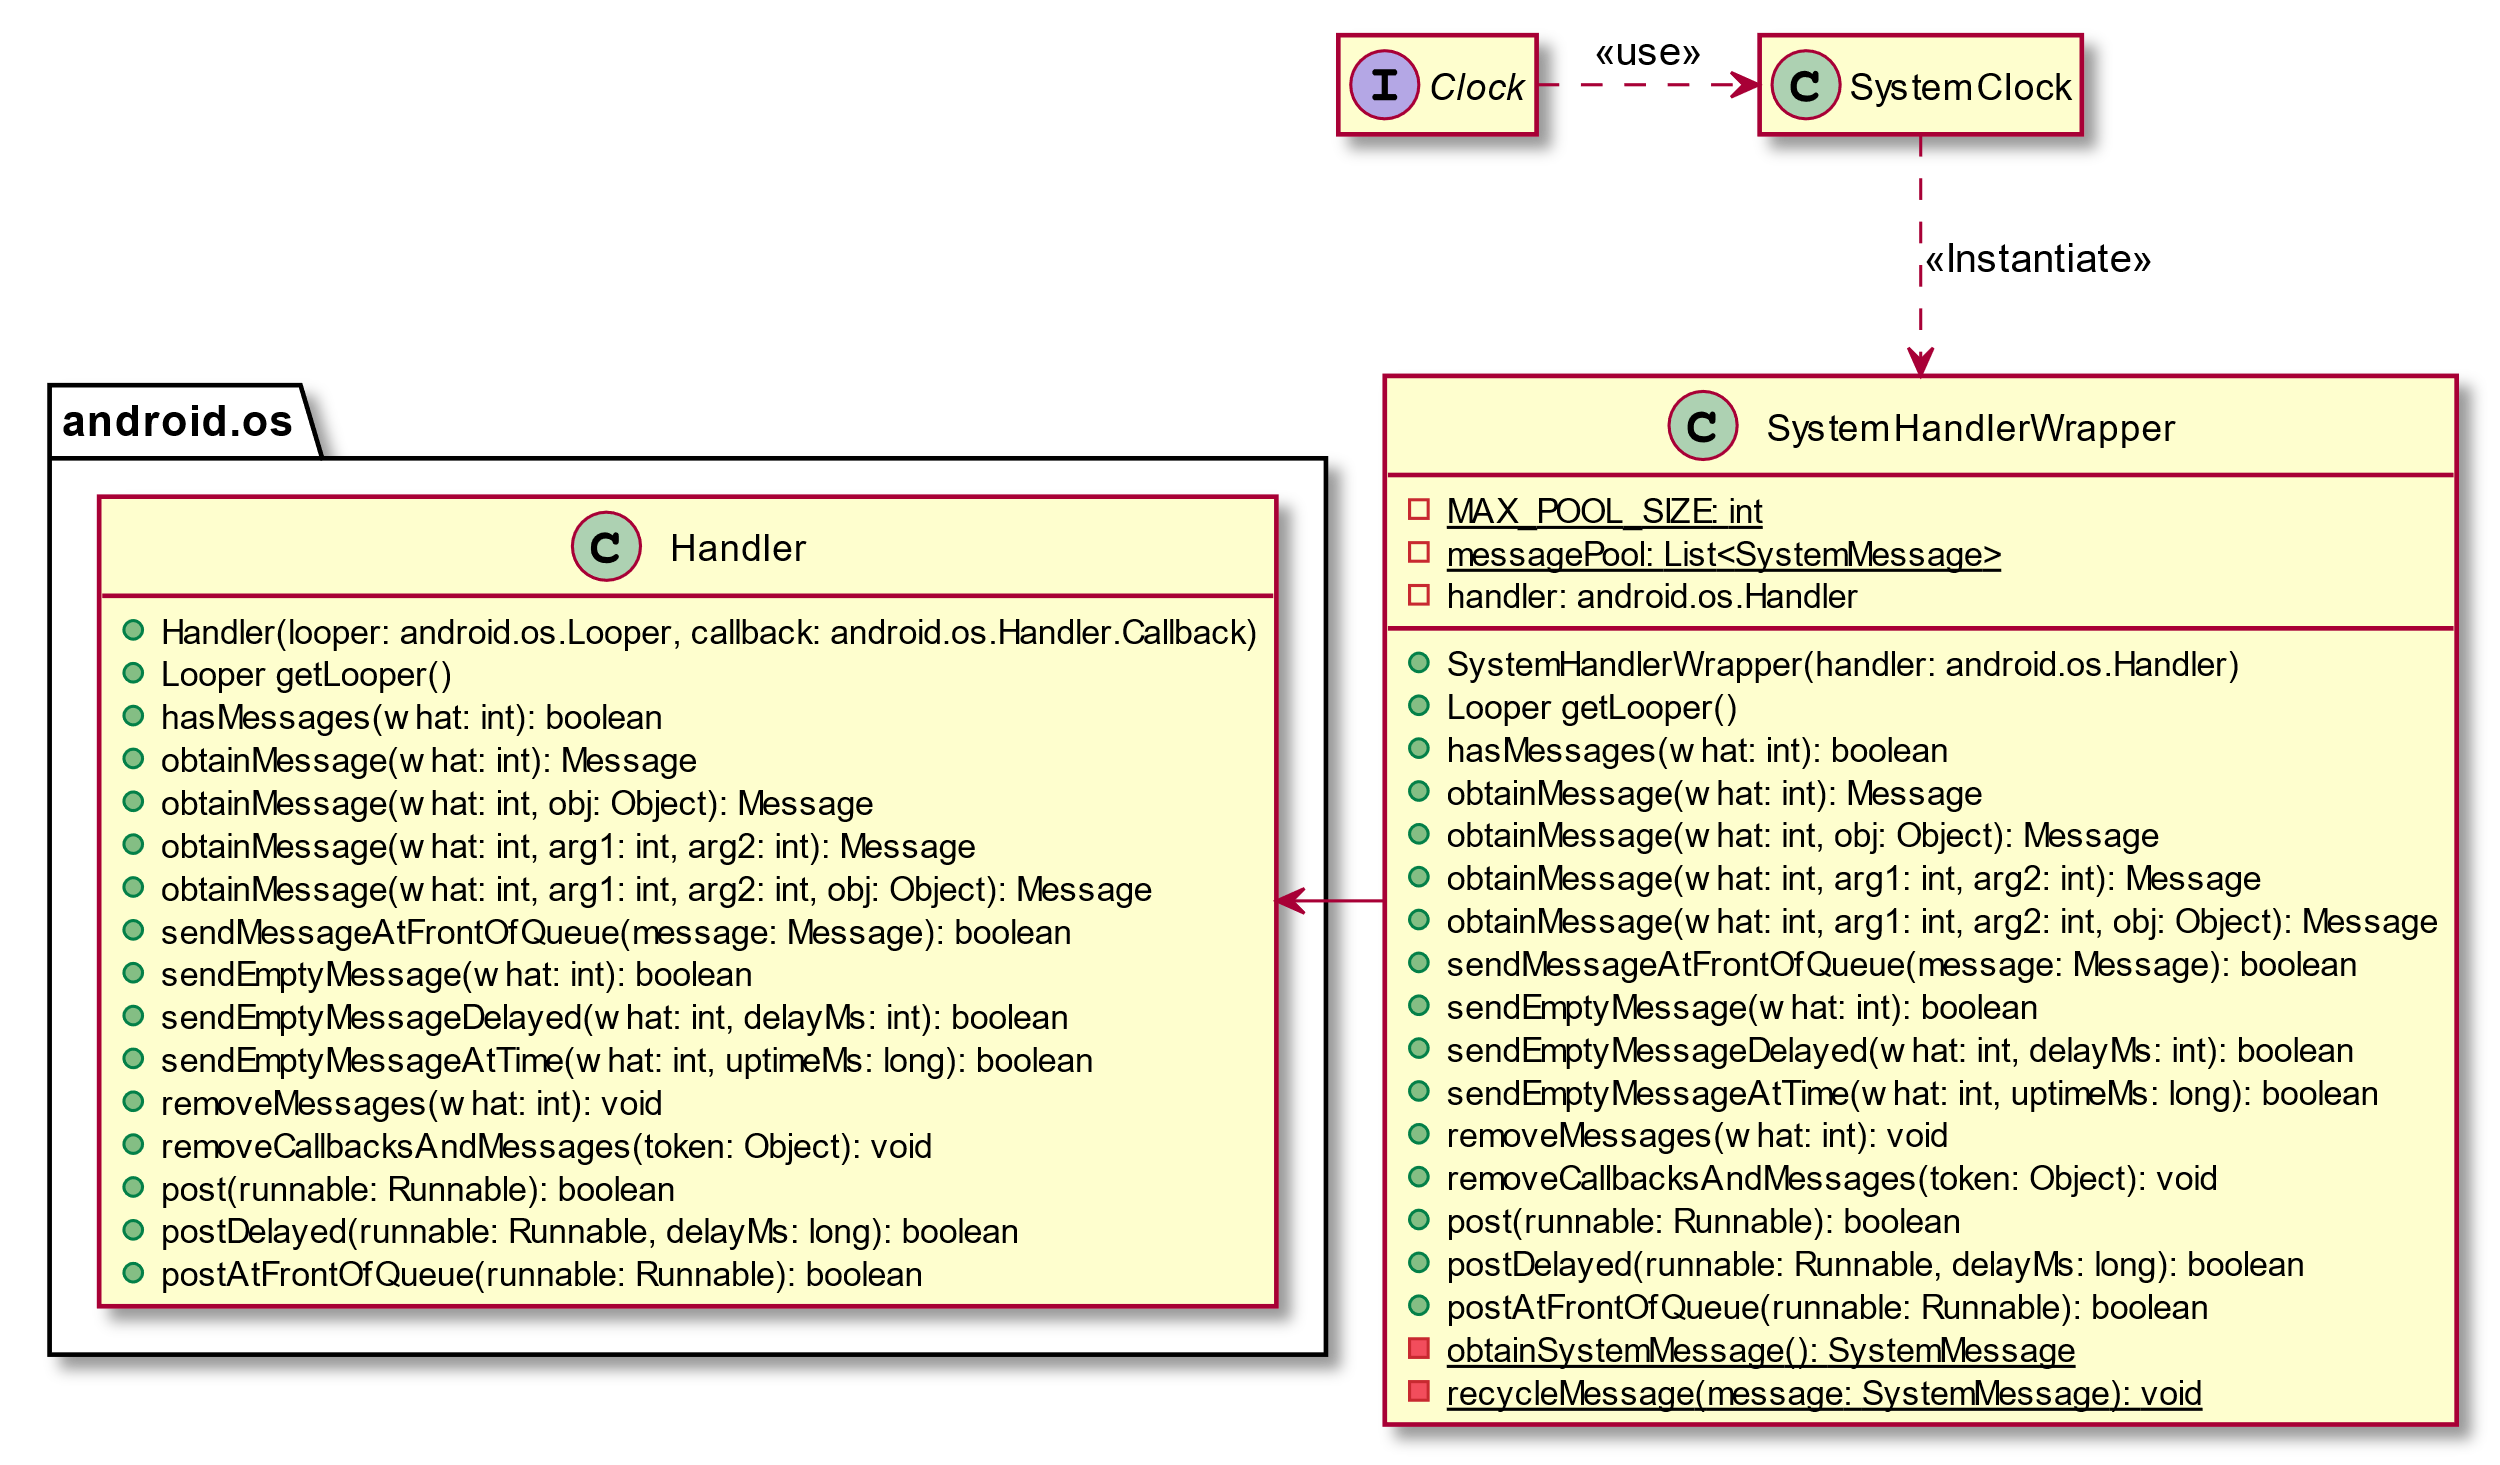 «use»
I Clock
C SystemClock
«Instantiate»
android.os
C Handler
Handler(looper: android.os.Looper, callback: android.os.Handler.Callback)
Looper getLooper()
hasMessages(what: int): boolean
obtainMessage(what: int): Message
obtainMessage(what: int, obj: Object): Message
obtainMessage(what: int, arg1: int, arg2: int): Message
obtainMessage(what: int, arg1: int, arg2: int, obj: Object): Message
sendMessageAtFrontOfQueue(message: Message): boolean
sendEmptyMessage(what: int): boolean
sendEmptyMessageDelayed(what: int, delayMs: int): boolean
sendEmptyMessageAtTime(what: int, uptimeMs: long): boolean
removeMessages(what: int): void
removeCallbacksAndMessages(token: Object): void
post(runnable: Runnable): boolean
postDelayed(runnable: Runnable, delayMs: long): boolean
postAtFrontOfQueue(runnable: Runnable): boolean
C SystemHandlerWrapper
MAX_POOL_SIZE: int
messagePool: List<SystemMessage>
handler: android.os.Handler
SystemHandlerWrapper(handler: android.os.Handler)
Looper getLooper()
hasMessages(what: int): boolean
obtainMessage(what: int): Message
obtainMessage(what: int, obj: Object): Message
obtainMessage(what: int, arg1: int, arg2: int): Message
obtainMessage(what: int, arg1: int, arg2: int, obj: Object): Message
sendMessageAtFrontOfQueue(message: Message): boolean
sendEmptyMessage(what: int): boolean
sendEmptyMessageDelayed(what: int, delayMs: int): boolean
sendEmptyMessageAtTime(what: int, uptimeMs: long): boolean
removeMessages(what: int): void
removeCallbacksAndMessages(token: Object): void
post(runnable: Runnable): boolean
postDelayed(runnable: Runnable, delayMs: long): boolean
postAtFrontOfQueue(runnable: Runnable): boolean
obtainSystemMessage(): SystemMessage
recycleMessage(message: SystemMessage): void